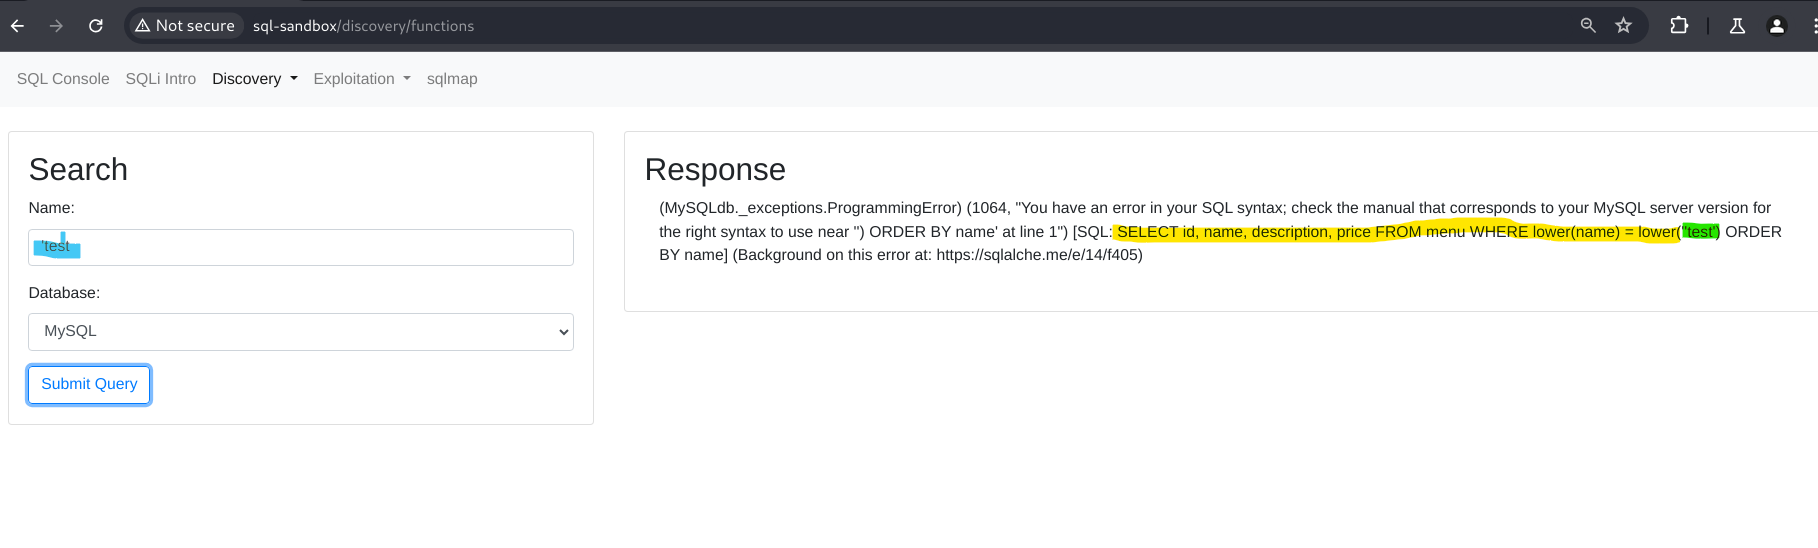 Not secure sql-sandbox/discovery/functions
SQL Console SQLi Intro Discovery Exploitation sqlmap
Search
Name:
'test
Database:
MySQL
Submit Query
Response
(MySQLdb._exceptions.ProgrammingError) (1064, "You have an error in your SQL syntax; check the manual that corresponds to your MySQL server version for
the right syntax to use near '') ORDER BY name' at line 1") [SQL: SELECT id, name, description, price FROM menu WHERE lower(name) = lower(''test') ORDER
BY name] (Background on this error at: https://sqlalche.me/e/14/f405)